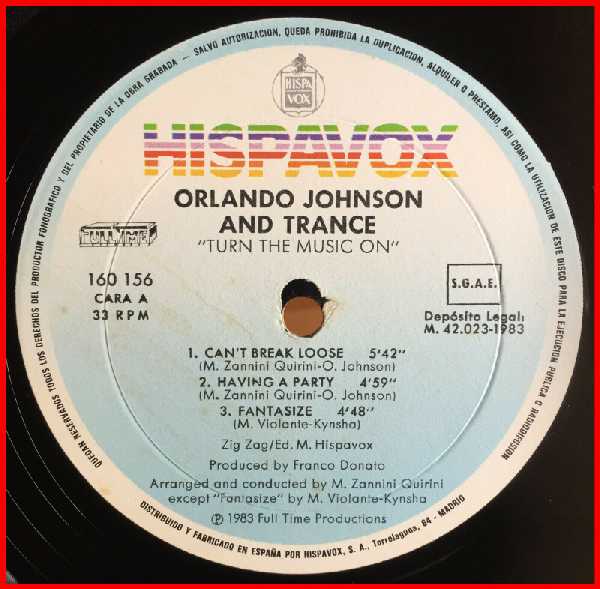 QUEDAN RESERVADOS TODOS LOS DERECHOS DEL PRODUCTOR FONOGRAFICO Y DEL PROPIETARIO DE LA OBRA GRABADA — SALVO AUTORIZACION, QUEDA PROHIBIDA LA DUPLICACION, ALQUILER O PRESTAMO, ASI COMO LA UTILIZACION DE ESTE DISCO PARA LA EJECUCION PUBLICA O RADIODIFUSION
HISPA
VOX
HISPAVOX
ORLANDO JOHNSON
AND TRANCE
"TURN THE MUSIC ON"
FULLTIME
160 156
CARA A
33 RPM
S.G.A.E.
Depósito Legal:
M. 42.023-1983
1. CAN'T BREAK LOOSE 5'42"
(M. Zannini Quirini-O. Johnson)
2. HAVING A PARTY 4'59"
(M. Zannini Quirini-O. Johnson)
3. FANTASIZE 4'48"
(M. Violante-Kynsha)
Zig Zag/Ed. M. Hispavox
Produced by Franco Donato
Arranged and conducted by M. Zannini Quirini
except "Fantasize" by M. Violante-Kynsha
℗ 1983 Full Time Productions
DISTRIBUIDO Y FABRICADO EN ESPAÑA POR HISPAVOX, S. A., Torrelaguna, 64 - MADRID